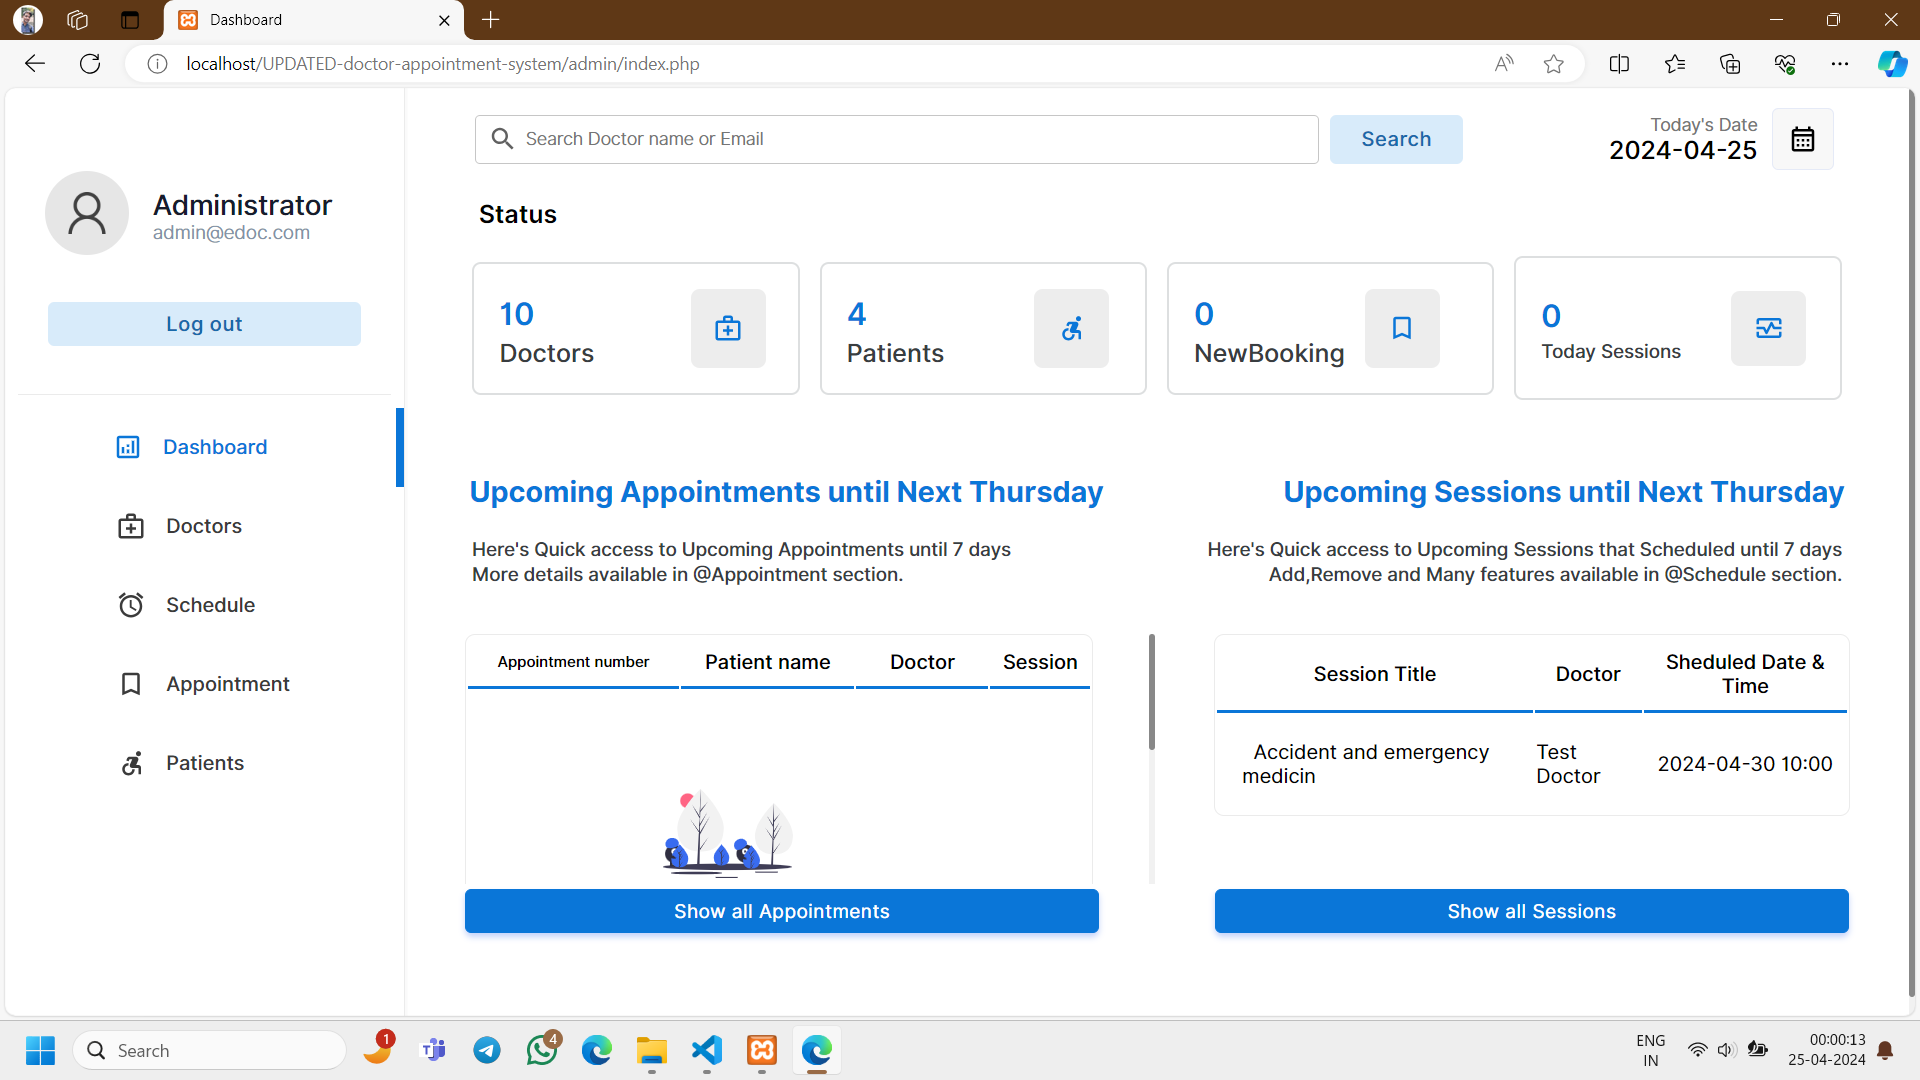 Dashboard
localhost/UPDATED-doctor-appointment-system/admin/index.php
Administrator
admin@edoc.com
Log out
Dashboard
Doctors
Schedule
Appointment
Patients
Search Doctor name or Email
Search
Today's Date
2024-04-25
Status
10
Doctors
4
Patients
0
NewBooking
0
Today Sessions
Upcoming Appointments until Next Thursday
Here's Quick access to Upcoming Appointments until 7 days
More details available in @Appointment section.
Appointment number Patient name Doctor Session
Show all Appointments
Upcoming Sessions until Next Thursday
Here's Quick access to Upcoming Sessions that Scheduled until 7 days
Add,Remove and Many features available in @Schedule section.
Session Title Doctor Sheduled Date &
Time
Accident and emergency
medicin
Test
Doctor
2024-04-30 10:00
Show all Sessions
Search
1
4
ENG
IN
00:00:13
25-04-2024